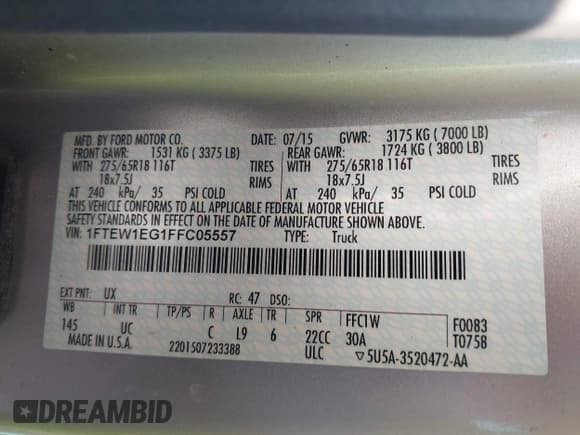 MFD. BY FORD MOTOR CO.
DATE: 07/15 GVWR: 3175 KG ( 7000 LB)
FRONT GAWR: 1531 KG ( 3375 LB)
REAR GAWR: 1724 KG ( 3800 LB)
WITH 275/65R18 116T TIRES
WITH 275/65R18 116T TIRES
18x7.5J RIMS
18x7.5J RIMS
AT 240 kPa/ 35 PSI COLD
AT 240 kPa/ 35 PSI COLD
THIS VEHICLE CONFORMS TO ALL APPLICABLE FEDERAL MOTOR VEHICLE
SAFETY STANDARDS IN EFFECT ON THE DATE OF MANUFACTURE SHOWN ABOVE.
VIN: 1FTEW1EG1FFC05557 TYPE: Truck
EXT PNT: UX RC: 47 DSO:
WB INT TR TP/PS R AXLE TR SPR FFC1W F0083
145 UC C L9 6 22CC 30A T0758
MADE IN U.S.A. 2201507233388 ULC ▽5U5A-3520472-AA
DREAMBID